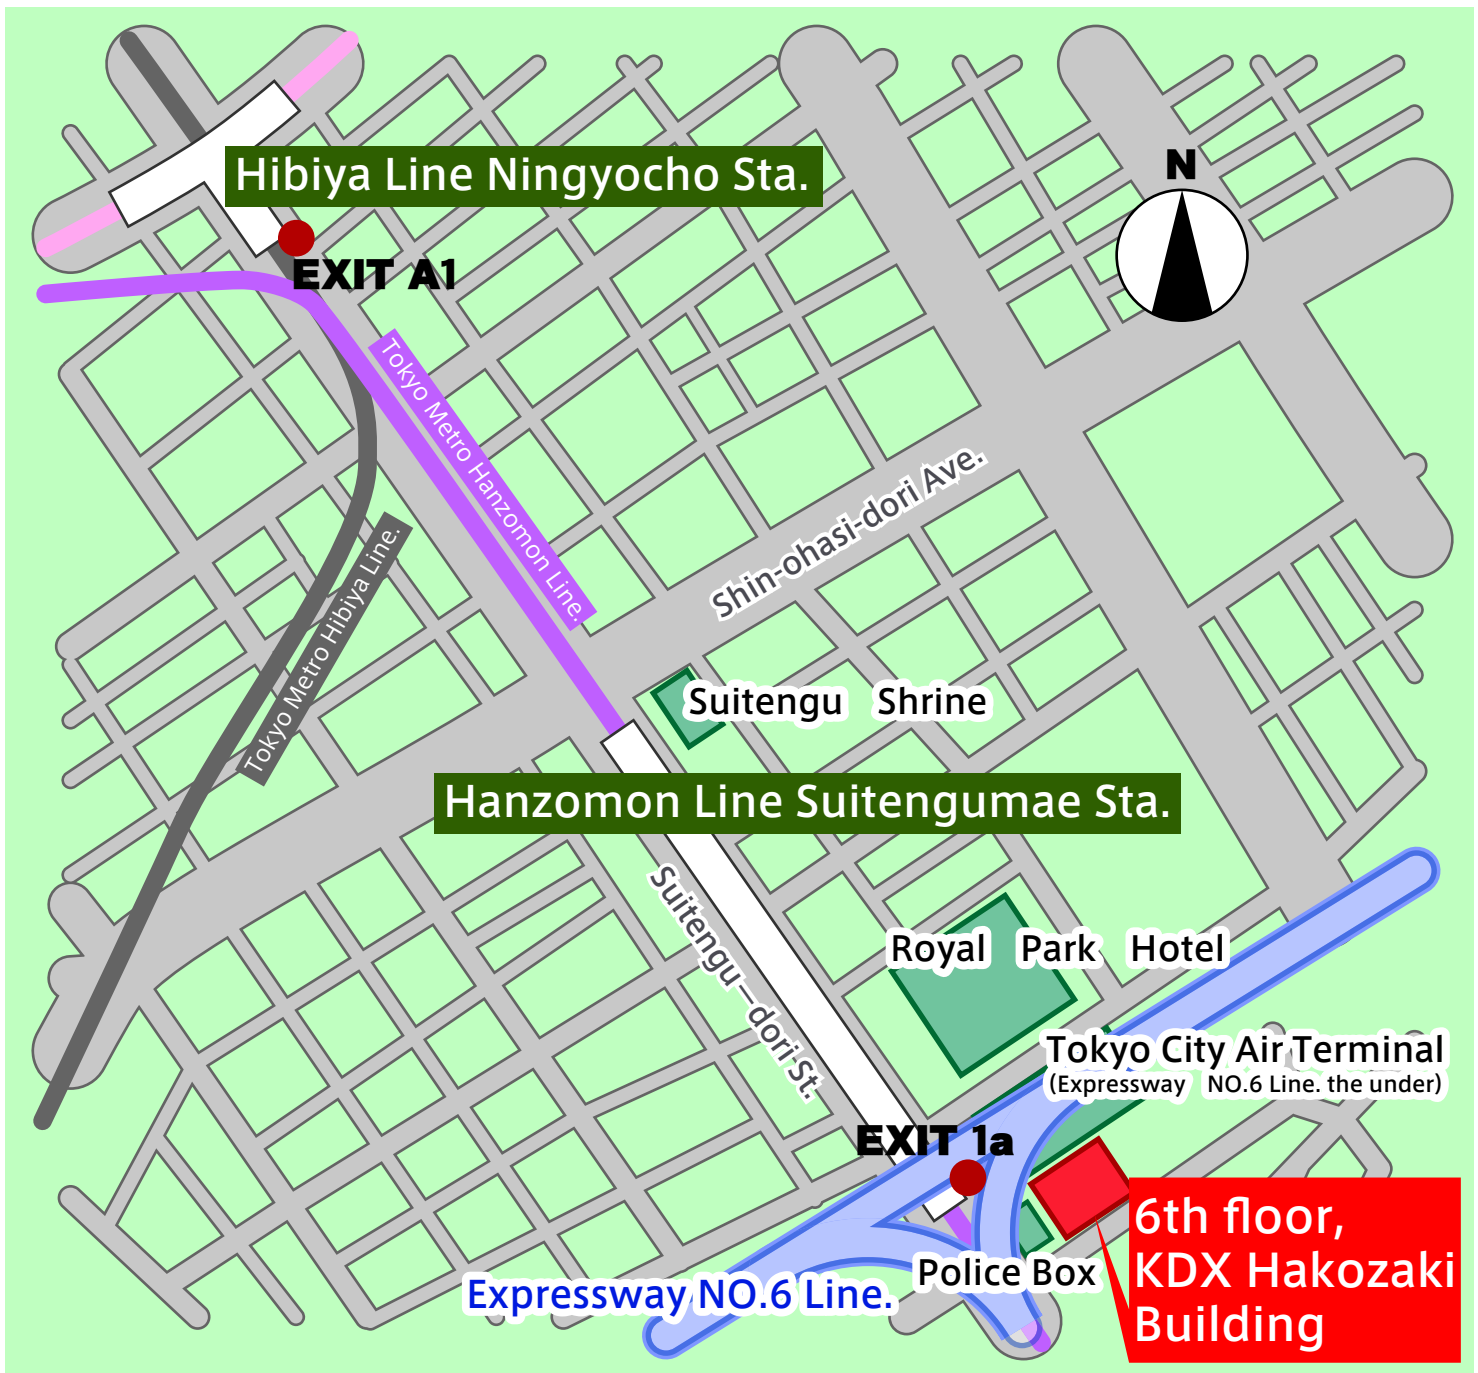 N
Hibiya Line Ningyocho Sta.
EXIT A1
Tokyo Metro Hanzomon Line.
Shin-ohasi-dori Ave.
Tokyo Metro Hibiya Line.
Suitengu Shrine
Hanzomon Line Suitengumae Sta.
Suitengu—dori St.
Royal Park Hotel
Tokyo City Air Terminal
(Expressway NO.6 Line. the under)
EXIT 1a
6th floor,
KDX Hakozaki
Building
Police Box
Expressway NO.6 Line.